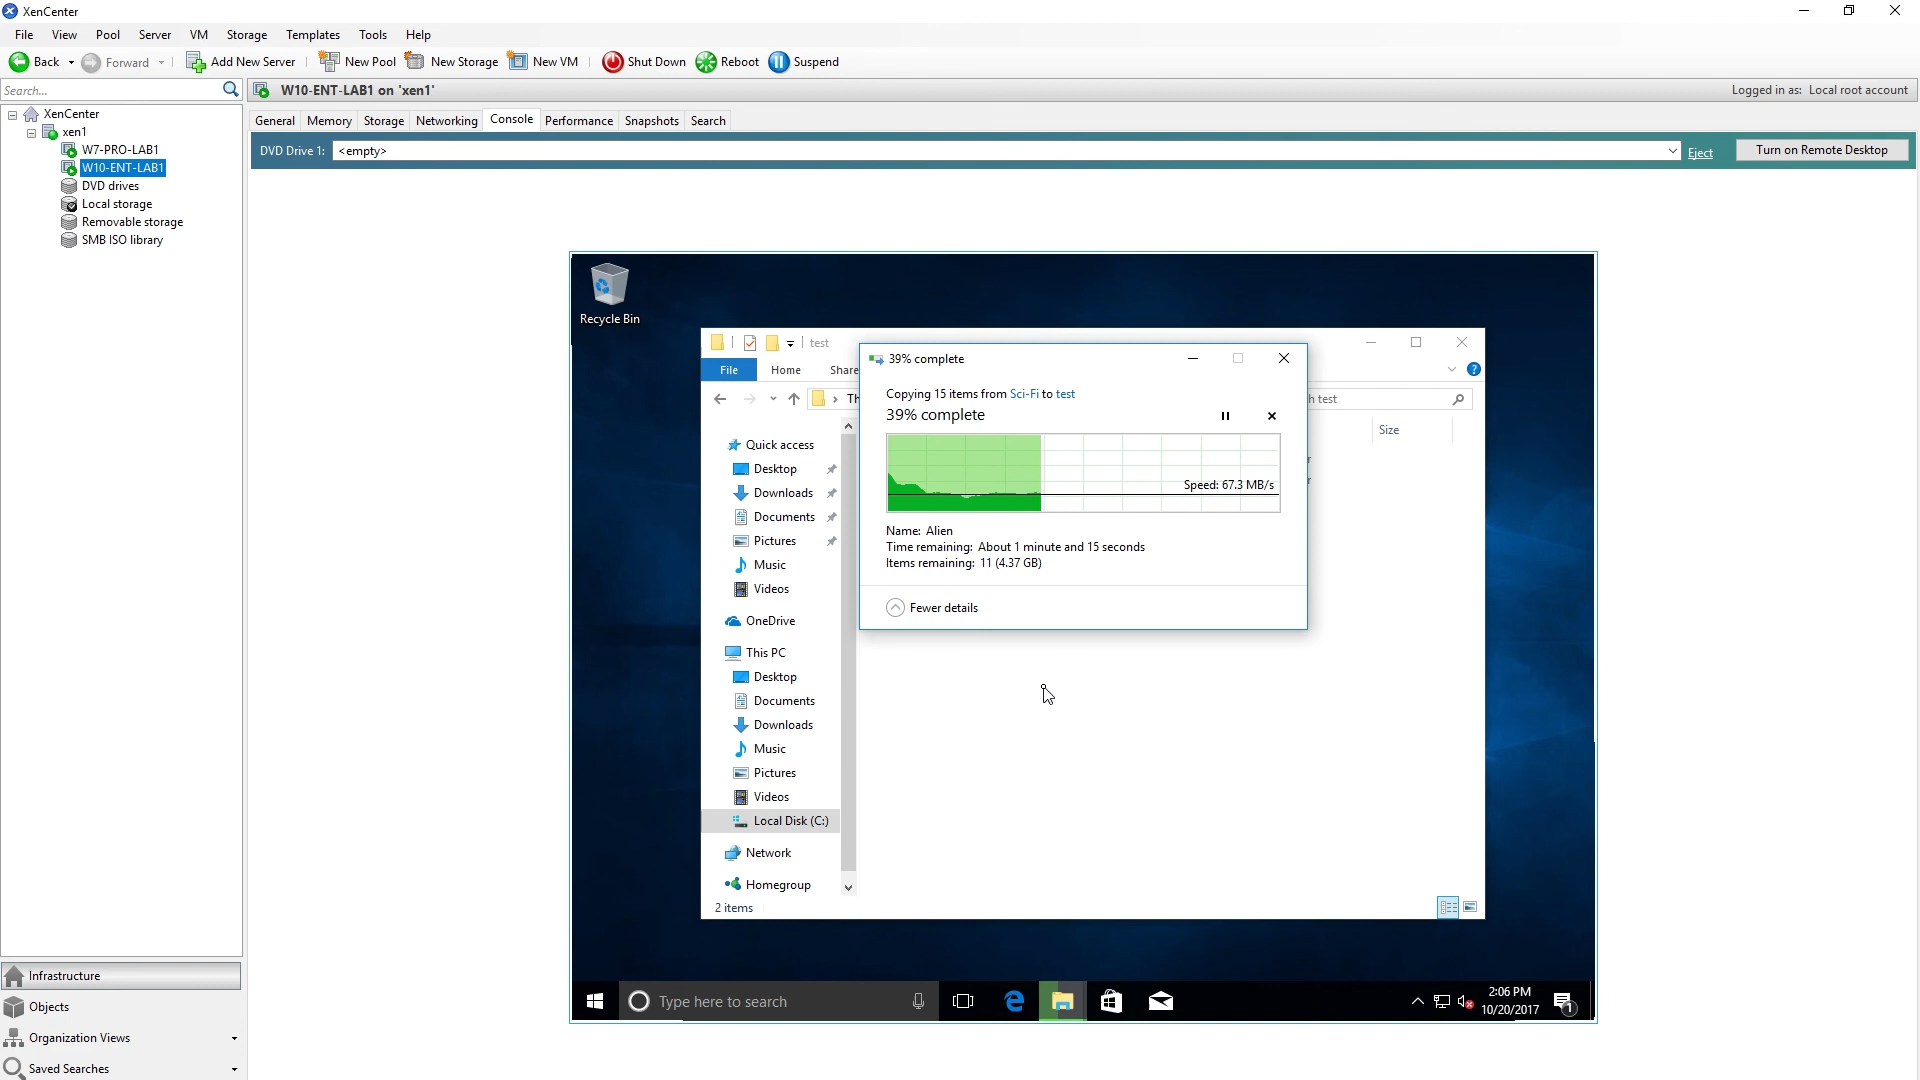 XenCenter
File View Pool Server VM Storage Templates Tools Help
Back Forward Add New Server New Pool New Storage New VM Shut Down Reboot Suspend
Search...
W10-ENT-LAB1 on 'xen1'
Logged in as: Local root account
XenCenter
xen1
W7-PRO-LAB1
W10-ENT-LAB1
DVD drives
Local storage
Removable storage
SMB ISO library
General Memory Storage Networking Console Performance Snapshots Search
DVD Drive 1: <empty> Eject Turn on Remote Desktop
Recycle Bin
test
File Home Share
Th
h test
Size
Quick access
Desktop
Downloads
Documents
Pictures
Music
Videos
OneDrive
This PC
Desktop
Documents
Downloads
Music
Pictures
Videos
Local Disk (C:)
Network
Homegroup
2 items
39% complete
Copying 15 items from Sci-Fi to test
39% complete
Speed: 67.3 MB/s
Name: Alien
Time remaining: About 1 minute and 15 seconds
Items remaining: 11 (4.37 GB)
Fewer details
Type here to search
2:06 PM
10/20/2017
1
Infrastructure
Objects
Organization Views
Saved Searches